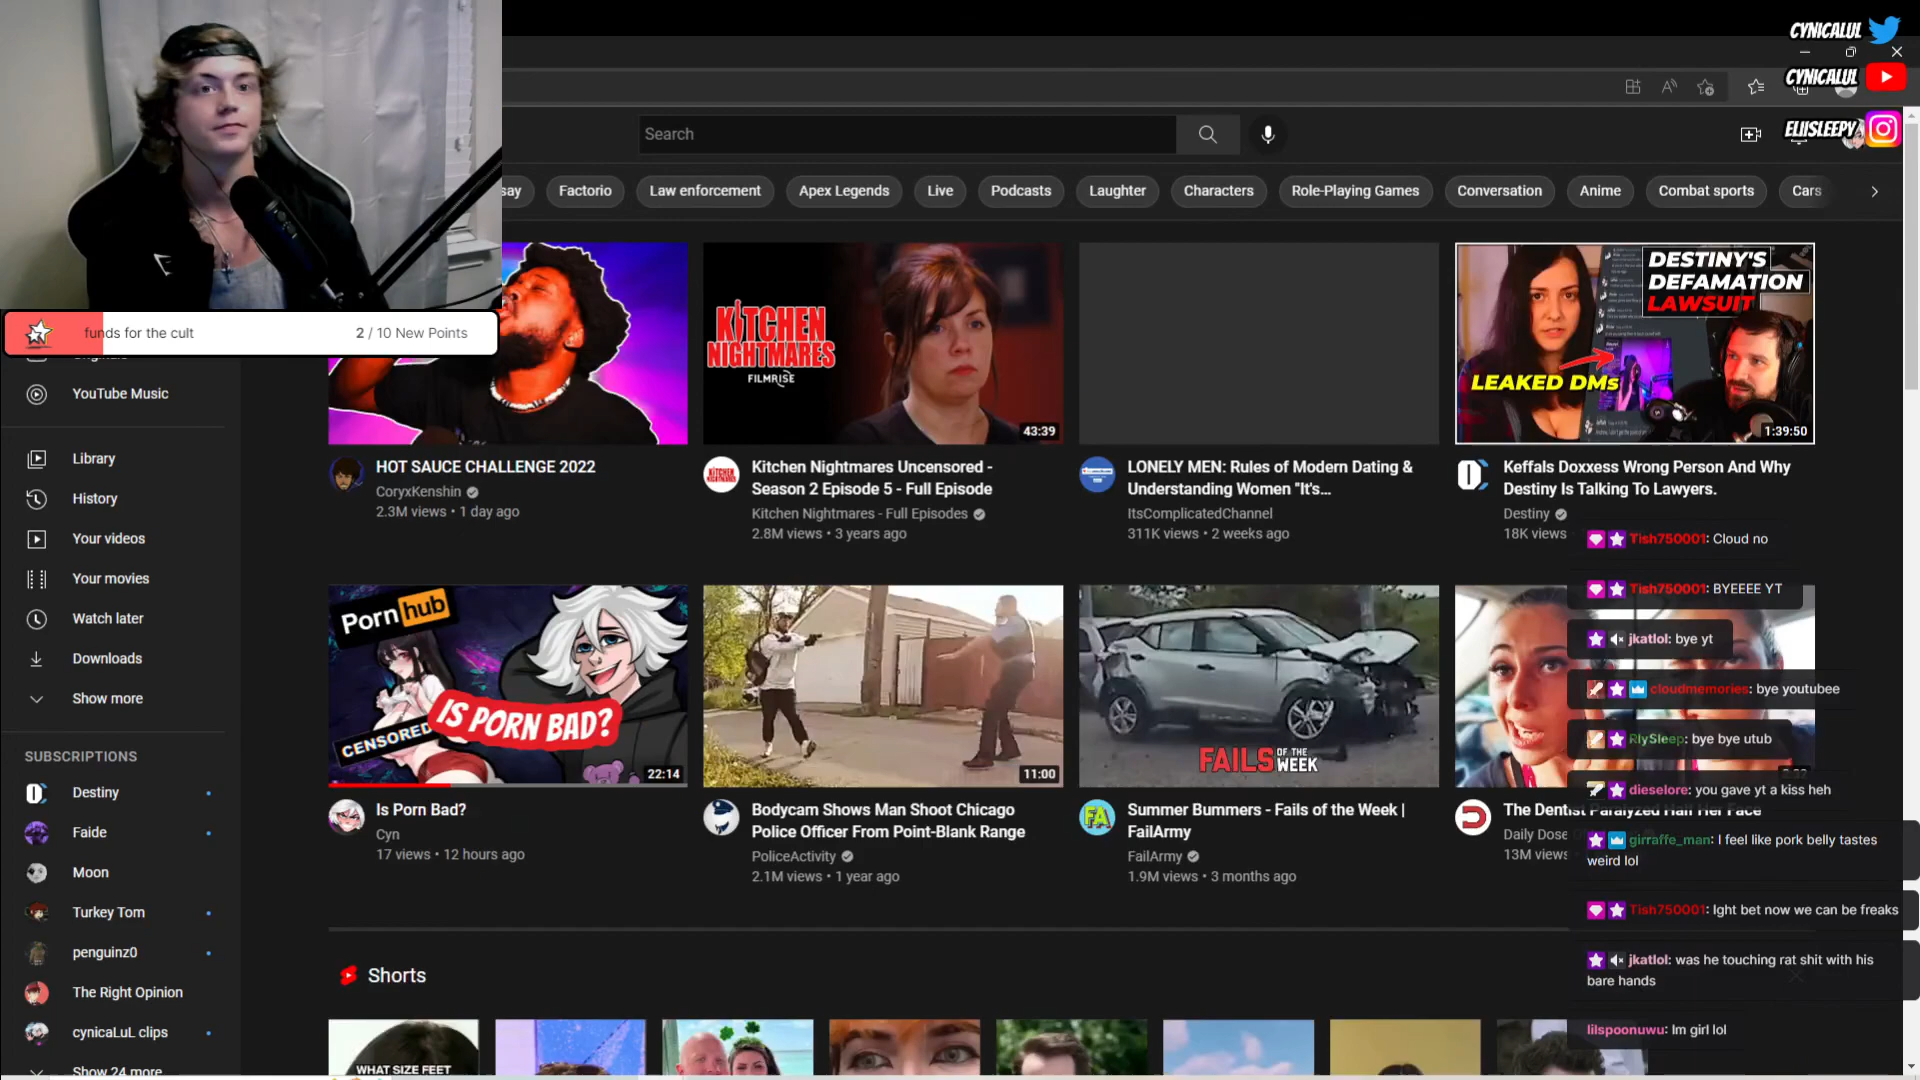 CYNICALUL
CYNICALUL
ELIISLEEPY
Search
say
Factorio
Law enforcement
Apex Legends
Live
Podcasts
Laughter
Characters
Role-Playing Games
Conversation
Anime
Combat sports
Cars
funds for the cult
2 / 10 New Points
YouTube Music
Library
History
Your videos
Your movies
Watch later
Downloads
Show more
SUBSCRIPTIONS
Destiny
Faide
Moon
Turkey Tom
penguinz0
The Right Opinion
cynicaLuL clips
Show 24 more
HOT SAUCE CHALLENGE 2022
CoryxKenshin
2.3M views • 1 day ago
KITCHEN
NIGHTMARES
FILMRISE
43:39
Kitchen Nightmares Uncensored -
Season 2 Episode 5 - Full Episode
Kitchen Nightmares - Full Episodes
2.8M views • 3 years ago
LONELY MEN: Rules of Modern Dating &
Understanding Women "It's...
ItsComplicatedChannel
311K views • 2 weeks ago
DESTINY'S
DEFAMATION
LAWSUIT
LEAKED DMs
1:39:50
Keffals Doxxess Wrong Person And Why
Destiny Is Talking To Lawyers.
Destiny
18K views
Porn hub
CENSORED
IS PORN BAD?
22:14
Is Porn Bad?
Cyn
17 views • 12 hours ago
11:00
Bodycam Shows Man Shoot Chicago
Police Officer From Point-Blank Range
PoliceActivity
2.1M views • 1 year ago
FAILS OF THE WEEK
Summer Bummers - Fails of the Week |
FailArmy
FailArmy
1.9M views • 3 months ago
The Dentist Paralyzed Half Her Face
Daily Dose
13M views
Tish750001: Cloud no
Tish750001: BYEEEE YT
jkatlol: bye yt
cloudmemories: bye youtubee
RlySleep: bye bye utub
dieselore: you gave yt a kiss heh
girraffe_man: I feel like pork belly tastes
weird lol
Tish750001: Ight bet now we can be freaks
jkatlol: was he touching rat shit with his
bare hands
lilspoonuwu: Im girl lol
Shorts
WHAT SIZE FEET